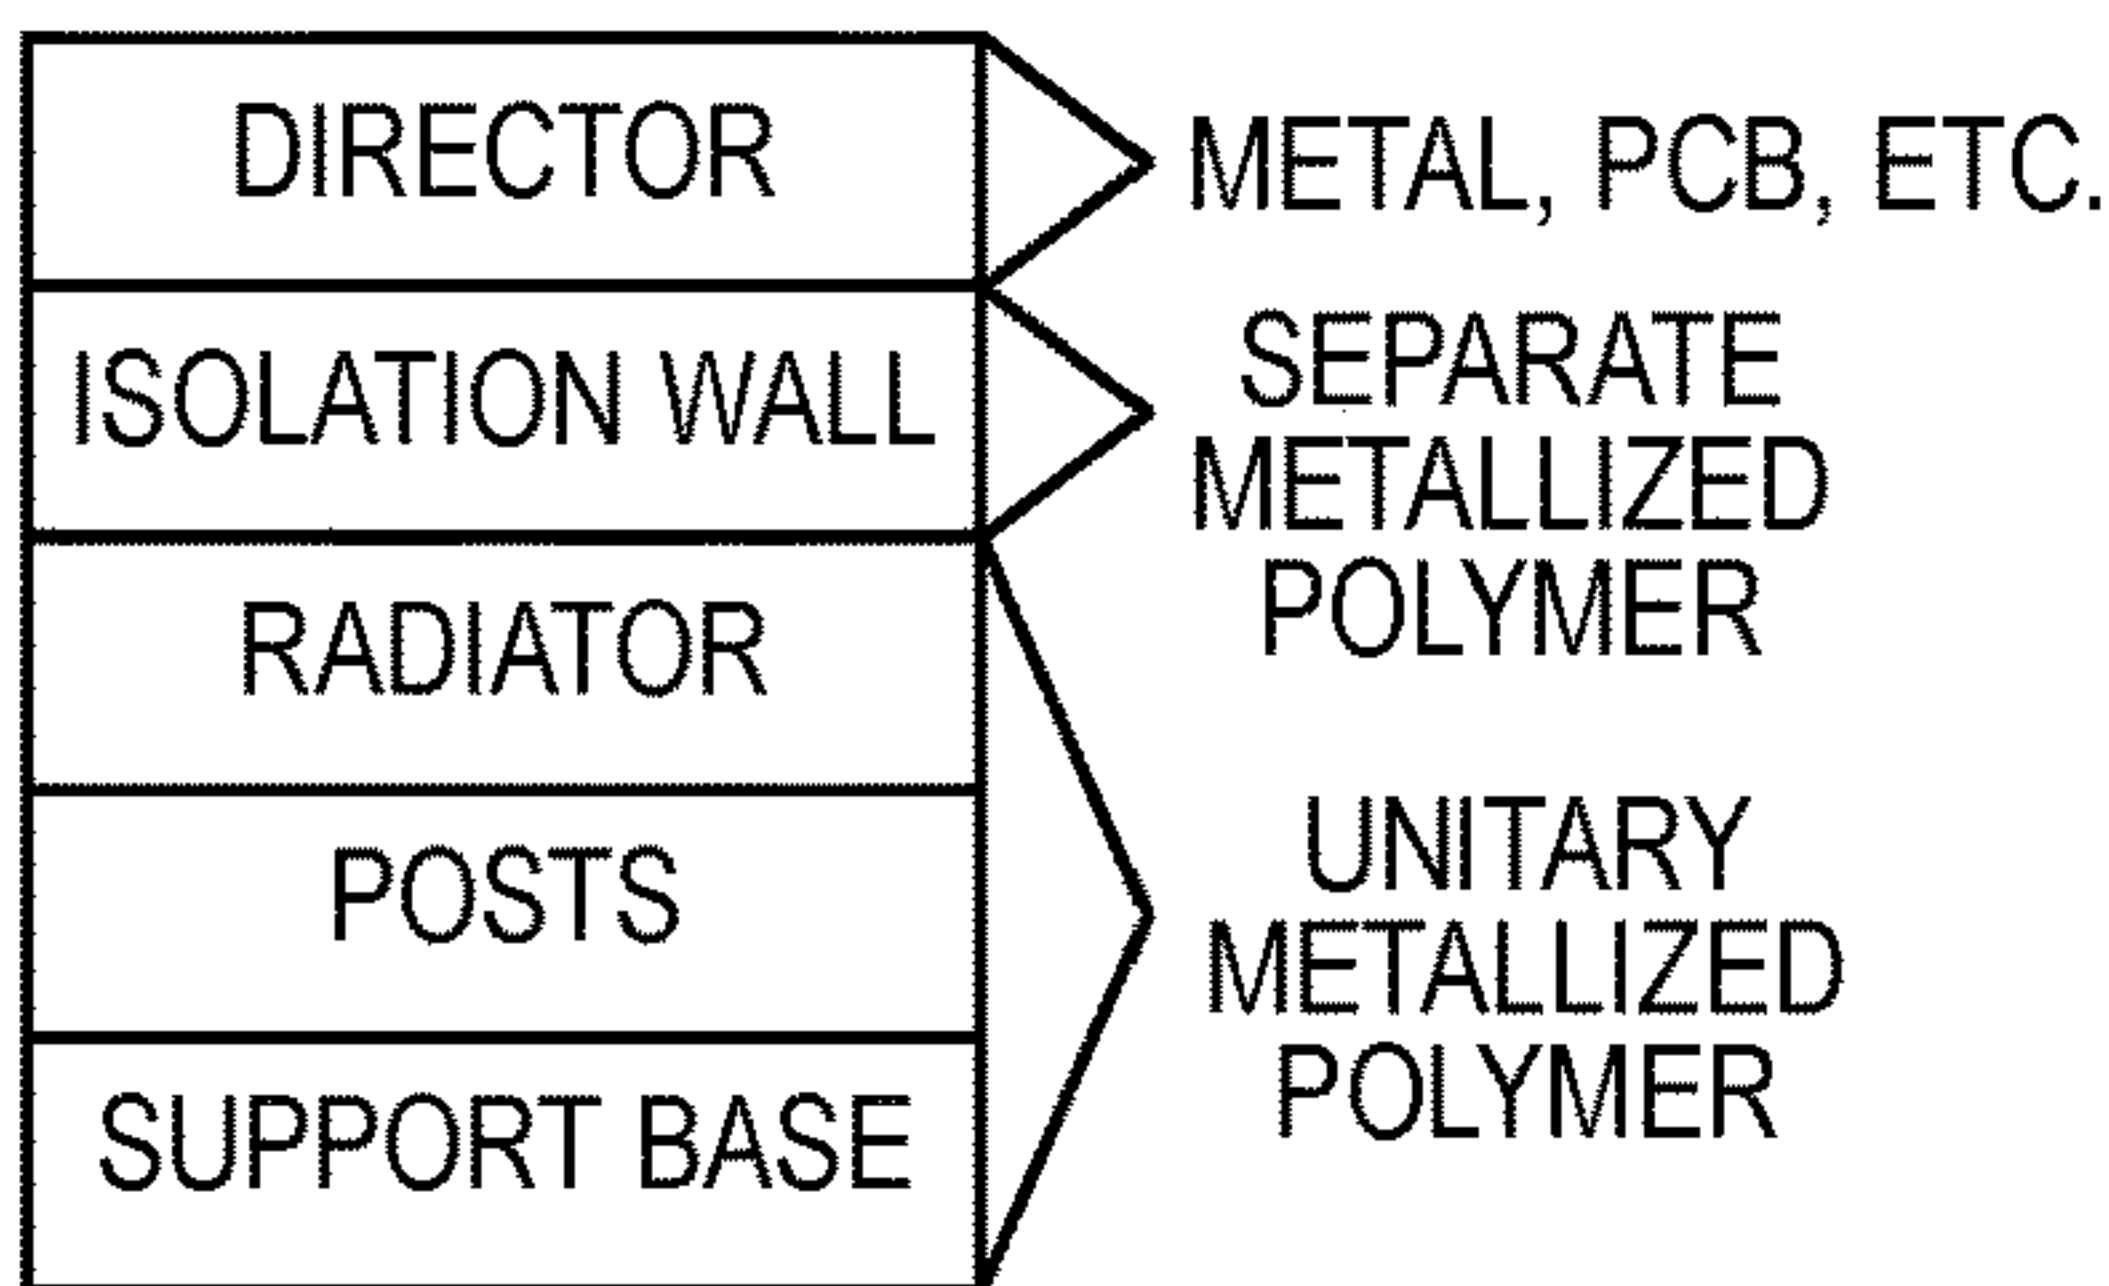 DIRECTOR
METAL, PCB, ETC.
ISOLATION WALL
SEPARATE
METALLIZED
POLYMER
RADIATOR
POSTS
SUPPORT BASE
UNITARY
METALLIZED
POLYMER